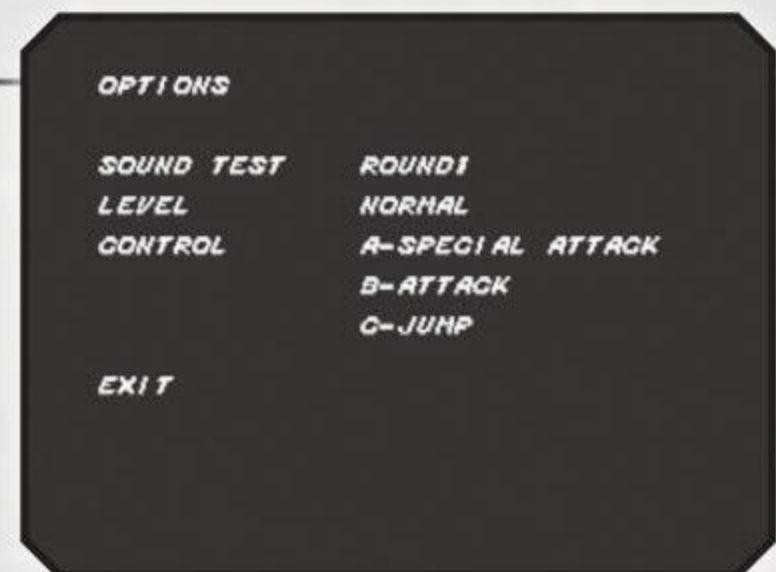 OPTIONS
SOUND TEST ROUND1
LEVEL NORMAL
CONTROL A-SPECIAL ATTACK
B-ATTACK
C-JUMP
EXIT